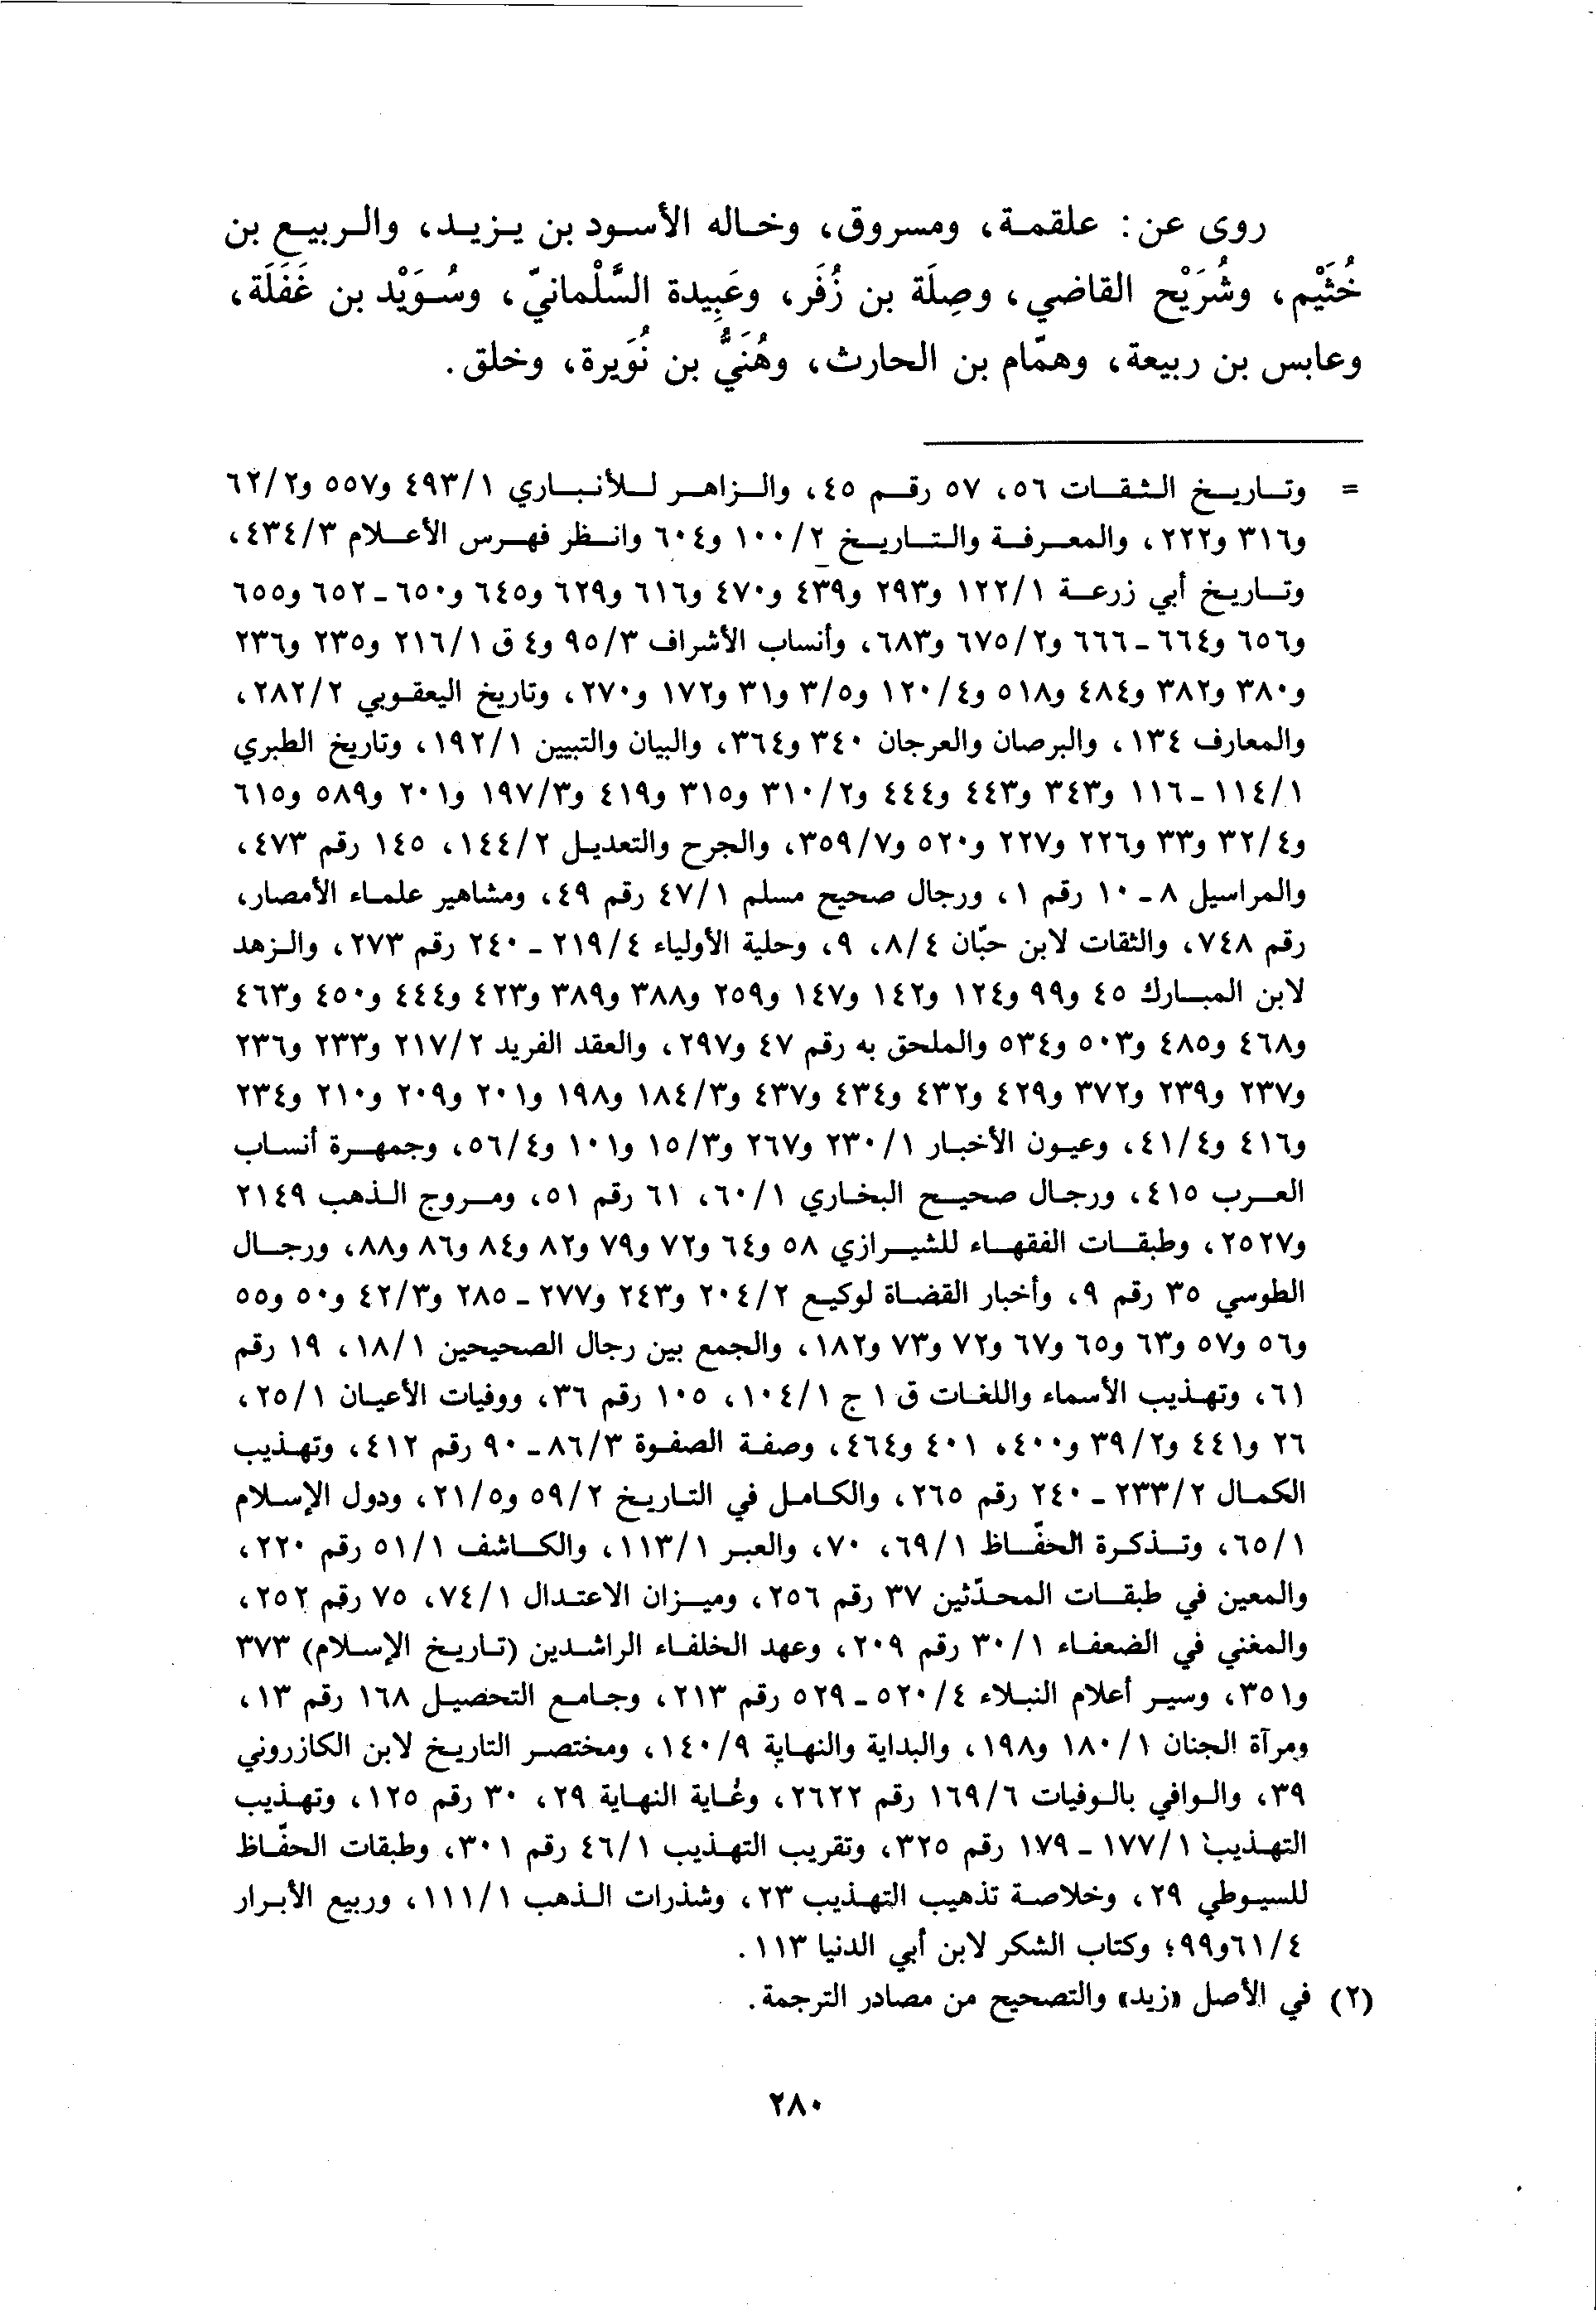 روى عن: علقمة، ومسروق، وخاله الأسود بن يزيد، والربيع بن
خُثَيْم، وشُرَيْح القاضي، وصِلَة بن زُفَر، وعَبِيدة السَّلْمانيّ، وسُوَيْد بن غَفَلَة،
وعابس بن ربيعة، وهمّام بن الحارث، وهُنَيُّ بن نُوَيرة، وخلق.
= وتاريخ الثقات ٥٦، ٥٧ رقم ٤٥، والزاهر للأنباري ١/ ٤٩٣ و٥٥٧ و٢/ ٦٢
و٣١٦ و٢٢٢، والمعرفة والتاريخ ٢/ ١٠٠ و٦٠٤ وانظر فهرس الأعلام ٣/ ٤٣٤،
وتاريخ أبي زرعة ١/ ١٢٢ و٢٩٣ و٤٣٩ و٤٧٠ و٦١٦ و٦٢٩ و٦٤٥ و٦٥٠ - ٦٥٢ و٦٥٥
و٦٥٦ و٦٦٤ - ٦٦٦ و٢/ ٦٧٥ و٦٨٣، وأنساب الأشراف ٣/ ٩٥ و٤ ق ١/ ٢١٦ و٢٣٥ و٢٣٦
و٣٨٠ و٣٨٢ و٤٨٤ و٥١٨ و٤/ ١٢٠ و٥/ ٣ و٣١ و١٧٢ و٢٧٠، وتاريخ اليعقوبي ٢/ ٢٨٢،
والمعارف ١٣٤، والبرصان والعرجان ٣٤٠ و٣٦٤، والبيان والتبيين ١/ ١٩٢، وتاريخ الطبري
١/ ١١٤ - ١١٦ و٣٤٣ و٤٤٣ و٤٤٤ و٢/ ٣١٠ و٣١٥ و٤١٩ و٣/ ١٩٧ و٢٠١ و٥٨٩ و٦١٥
و٤/ ٣٢ و٣٣ و٢٢٦ و٢٢٧ و٥٢٠ و٧/ ٣٥٩، والجرح والتعديل ٢/ ١٤٤، ١٤٥ رقم ٤٧٣،
والمراسيل ٨ - ١٠ رقم ١، ورجال صحيح مسلم ١/ ٤٧ رقم ٤٩، ومشاهير علماء الأمصار،
رقم ٧٤٨، والثقات لابن حبّان ٤/ ٨، ٩، وحلية الأولياء ٤/ ٢١٩ - ٢٤٠ رقم ٢٧٣، والزهد
لابن المبارك ٤٥ و٩٩ و١٢٤ و١٤٢ و١٤٧ و٢٥٩ و٣٨٨ و٣٨٩ و٤٢٣ و٤٤٤ و٤٥٠ و٤٦٣
و٤٦٨ و٤٨٥ و٥٠٣ و٥٣٤ والملحق به رقم ٤٧ و٢٩٧، والعقد الفريد ٢/ ٢١٧ و٢٣٣ و٢٣٦
و٢٣٧ و٢٣٩ و٣٧٢ و٤٢٩ و٤٣٢ و٤٣٤ و٤٣٧ و٣/ ١٨٤ و١٩٨ و٢٠١ و٢٠٩ و٢١٠ و٢٣٤
و٤١٦ و٤/ ٤١، وعيون الأخبار ١/ ٢٣٠ و٢٦٧ و٣/ ١٥ و١٠١ و٤/ ٥٦، وجمهرة أنساب
العرب ٤١٥، ورجال صحيح البخاري ١/ ٦٠، ٦١ رقم ٥١، ومروج الذهب ٢١٤٩
و٢٥٢٧، وطبقات الفقهاء للشيرازي ٥٨ و٦٤ و٧٢ و٧٩ و٨٢ و٨٤ و٨٦ و٨٨، ورجال
الطوسي ٣٥ رقم ٩، وأخبار القضاة لوكيع ٢/ ٢٠٤ و٢٤٣ و٢٧٧ - ٢٨٥ و٣/ ٤٢ و٥٠ و٥٥
و٥٦ و٥٧ و٦٣ و٦٥ و٦٧ و٧٢ و٧٣ و١٨٢، والجمع بين رجال الصحيحين ١/ ١٨، ١٩ رقم
٦١، وتهذيب الأسماء واللغات ق ١ ج ١/ ١٠٤، ١٠٥ رقم ٣٦، ووفيات الأعيان ١/ ٢٥،
٢٦ و٤٤١ و٢/ ٣٩ و٤٠٠، ٤٠١ و٤٦٤، وصفة الصفوة ٣/ ٨٦ - ٩٠ رقم ٤١٢، وتهذيب
الكمال ٢/ ٢٣٣ - ٢٤٠ رقم ٢٦٥، والكامل في التاريخ ٢/ ٥٩ و٥/ ٢١، ودول الإسلام
١/ ٦٥، وتذكرة الحفّاظ ١/ ٦٩، ٧٠، والعبر ١/ ١١٣، والكاشف ١/ ٥١ رقم ٢٢٠،
والمعين في طبقات المحدّثين ٣٧ رقم ٢٥٦، وميزان الاعتدال ١/ ٧٤، ٧٥ رقم ٢٥٢،
والمغني في الضعفاء ١/ ٣٠ رقم ٢٠٩، وعهد الخلفاء الراشدين (تاريخ الإسلام) ٣٧٣
و٣٥١، وسير أعلام النبلاء ٤/ ٥٢٠ - ٥٢٩ رقم ٢١٣، وجامع التحصيل ١٦٨ رقم ١٣،
ومرآة الجنان ١/ ١٨٠ و١٩٨، والبداية والنهاية ٩/ ١٤٠، ومختصر التاريخ لابن الكازروني
٣٩، والوافي بالوفيات ٦/ ١٦٩ رقم ٢٦٢٢، وغاية النهاية ٢٩، ٣٠ رقم ١٢٥، وتهذيب
التهذيب ١/ ١٧٧ - ١٧٩ رقم ٣٢٥، وتقريب التهذيب ١/ ٤٦ رقم ٣٠١، وطبقات الحفّاظ
للسيوطي ٢٩، وخلاصة تذهيب التهذيب ٢٣، وشذرات الذهب ١/ ١١١، وربيع الأبرار
٤/ ٦١و٩٩؛ وكتاب الشكر لابن أبي الدنيا ١١٣.
(٢) في الأصل «زيد» والتصحيح من مصادر الترجمة.
٢٨٠